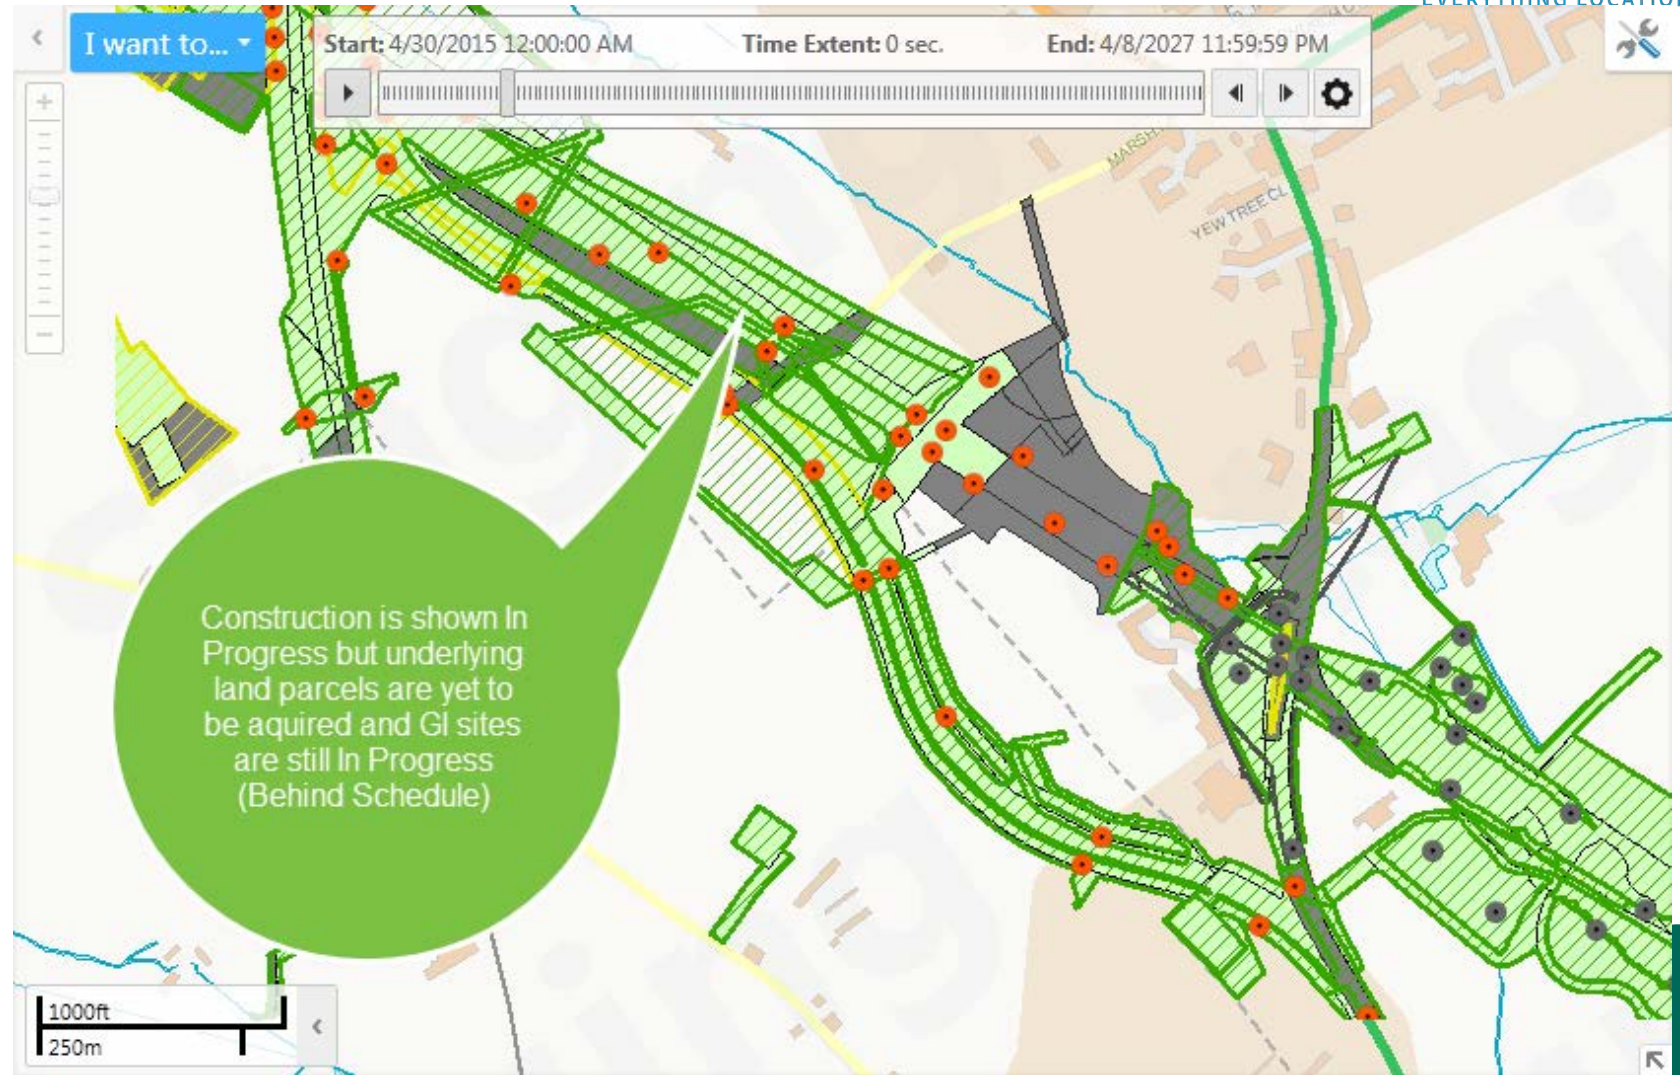 EVERYTHING LOCATION
I want to...
Start: 4/30/2015 12:00:00 AM Time Extent: 0 sec. End: 4/8/2027 11:59:59 PM
MARSH
YEW TREE CL
Construction is shown In
Progress but underlying
land parcels are yet to
be aquired and GI sites
are still In Progress
(Behind Schedule)
1000ft
250m